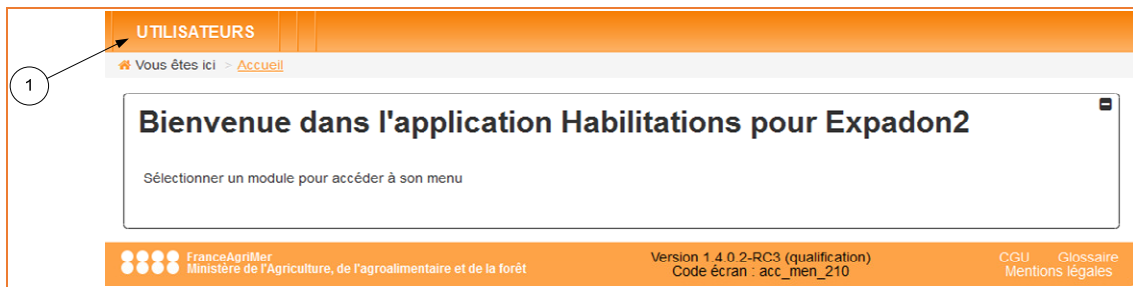 UTILISATEURS
1
Vous êtes ici > Accueil
Bienvenue dans l'application Habilitations pour Expadon2
Sélectionner un module pour accéder à son menu
FranceAgriMer
Ministère de l'Agriculture, de l'agroalimentaire et de la forêt
Version 1.4.0.2-RC3 (qualification)
Code écran : acc_men_210
CGU Glossaire
Mentions légales